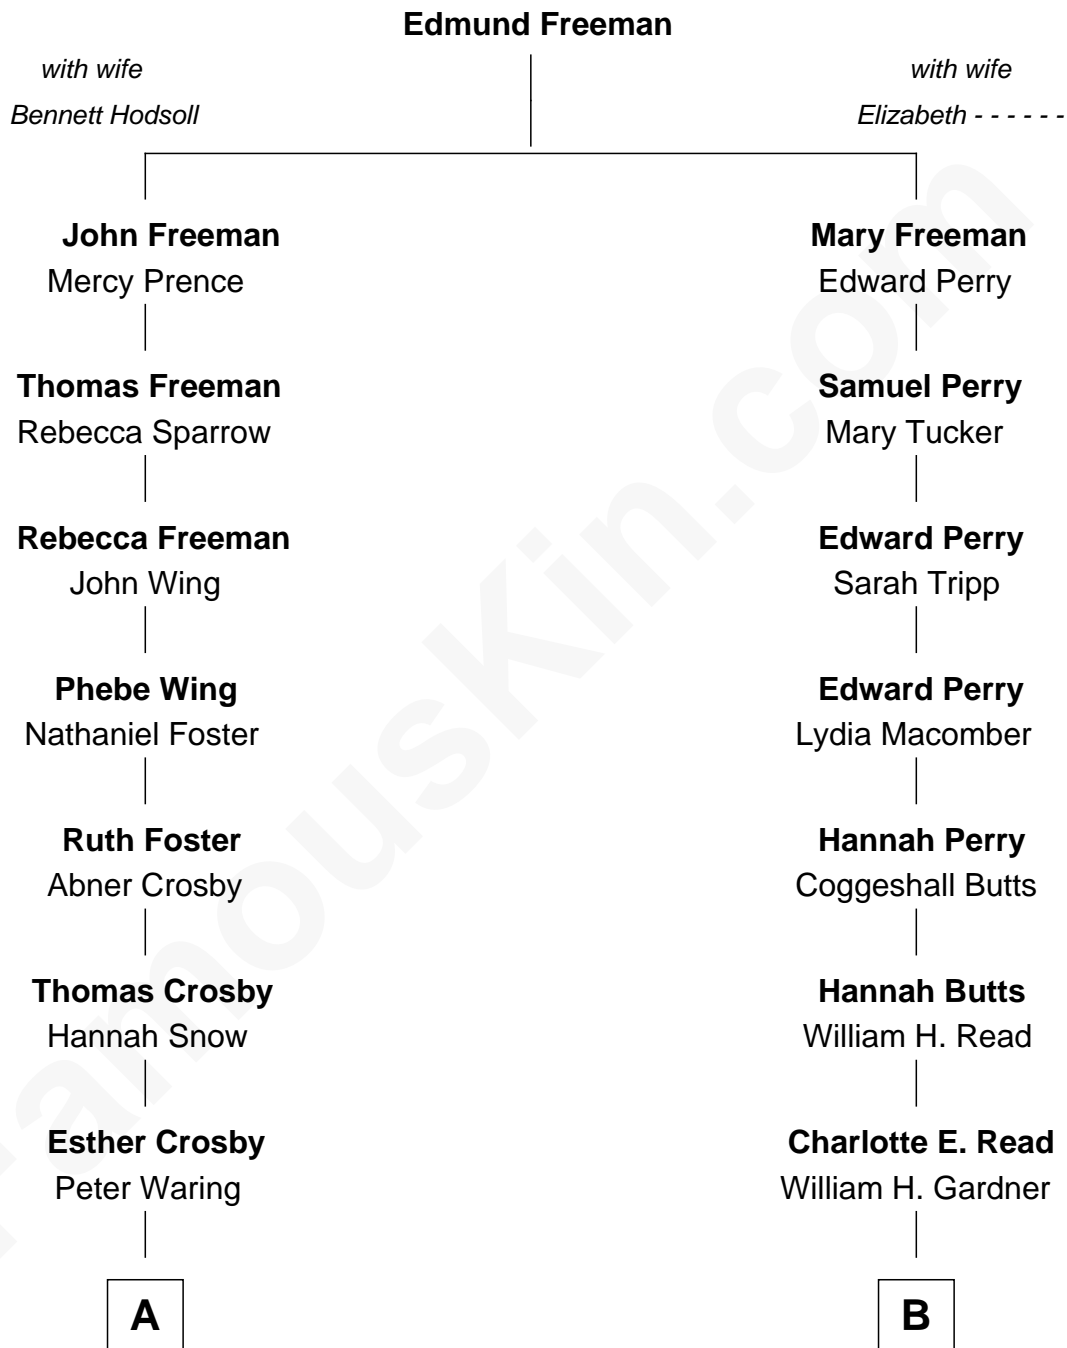 Edmund Freeman
with wife
Bennett Hodsoll
with wife
Elizabeth - - - - - -
John Freeman
Mercy Prence
Mary Freeman
Edward Perry
Thomas Freeman
Rebecca Sparrow
Samuel Perry
Mary Tucker
Rebecca Freeman
John Wing
Edward Perry
Sarah Tripp
Phebe Wing
Nathaniel Foster
Edward Perry
Lydia Macomber
Ruth Foster
Abner Crosby
Hannah Perry
Coggeshall Butts
Thomas Crosby
Hannah Snow
Hannah Butts
William H. Read
Esther Crosby
Peter Waring
Charlotte E. Read
William H. Gardner
A
B
FamousKin.com